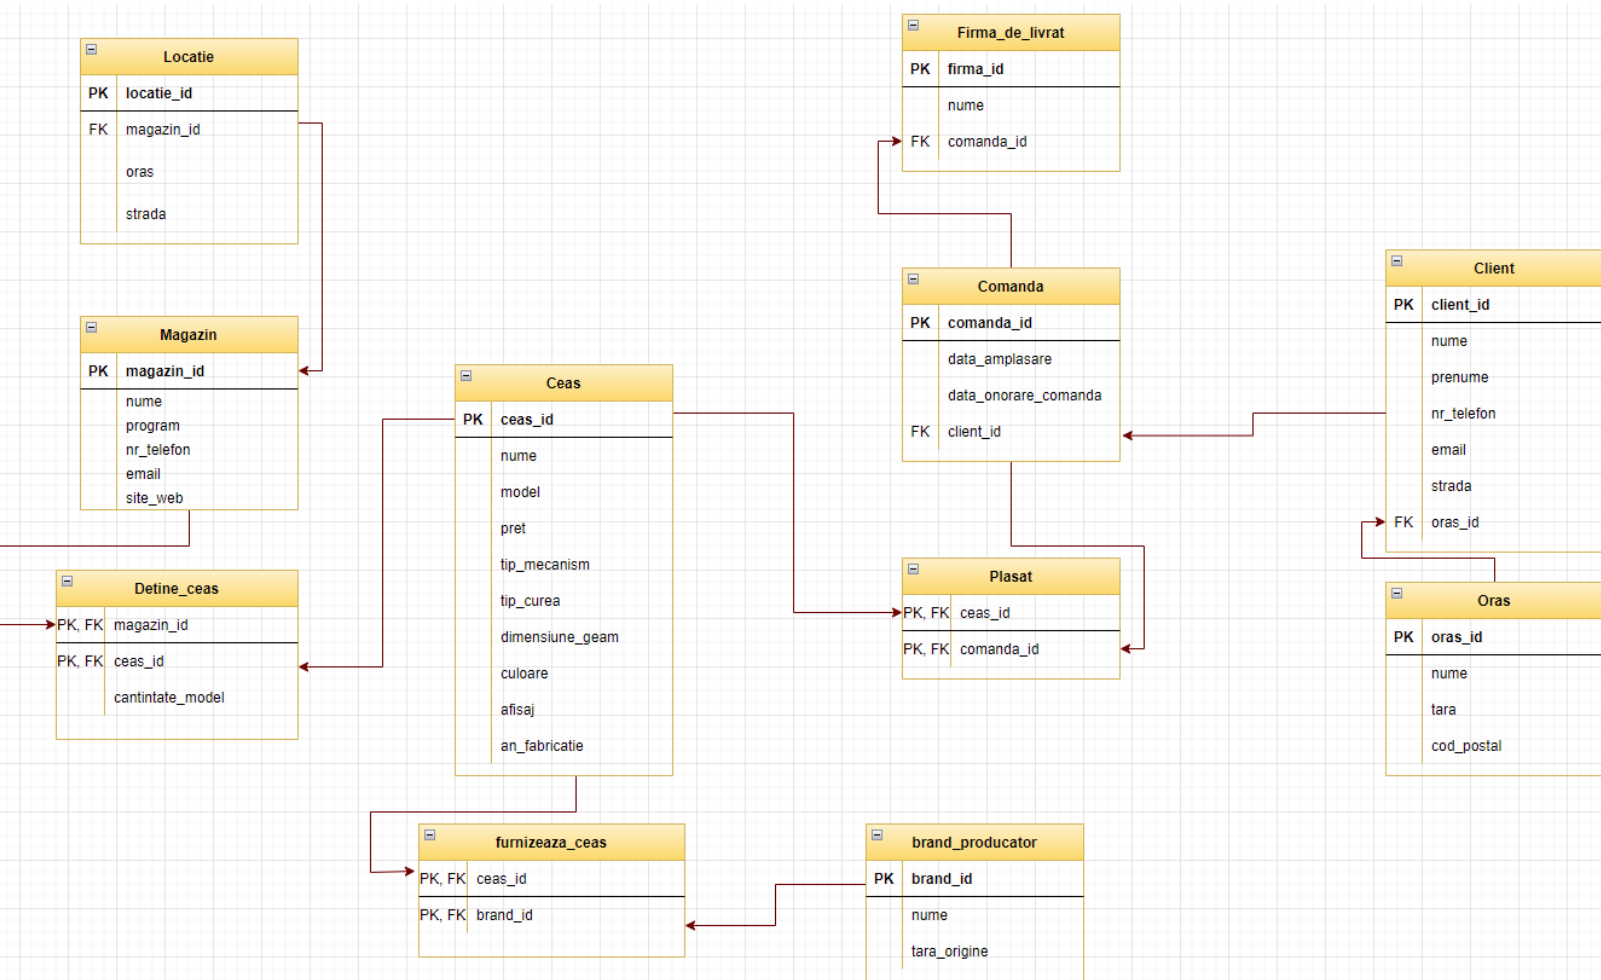 Locatie
PK locatie_id
FK magazin_id
oras
strada
Magazin
PK magazin_id
nume
program
nr_telefon
email
site_web
Detine_ceas
PK, FK magazin_id
PK, FK ceas_id
cantintate_model
Ceas
PK ceas_id
nume
model
pret
tip_mecanism
tip_curea
dimensiune_geam
culoare
afisaj
an_fabricatie
furnizeaza_ceas
PK, FK ceas_id
PK, FK brand_id
Firma_de_livrat
PK firma_id
nume
FK comanda_id
Comanda
PK comanda_id
data_amplasare
data_onorare_comanda
FK client_id
Plasat
PK, FK ceas_id
PK, FK comanda_id
brand_producator
PK brand_id
nume
tara_origine
Client
PK client_id
nume
prenume
nr_telefon
email
strada
FK oras_id
Oras
PK oras_id
nume
tara
cod_postal